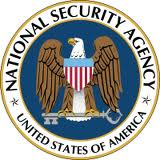 NATIONAL SECURITY AGENCY
UNITED STATES OF AMERICA